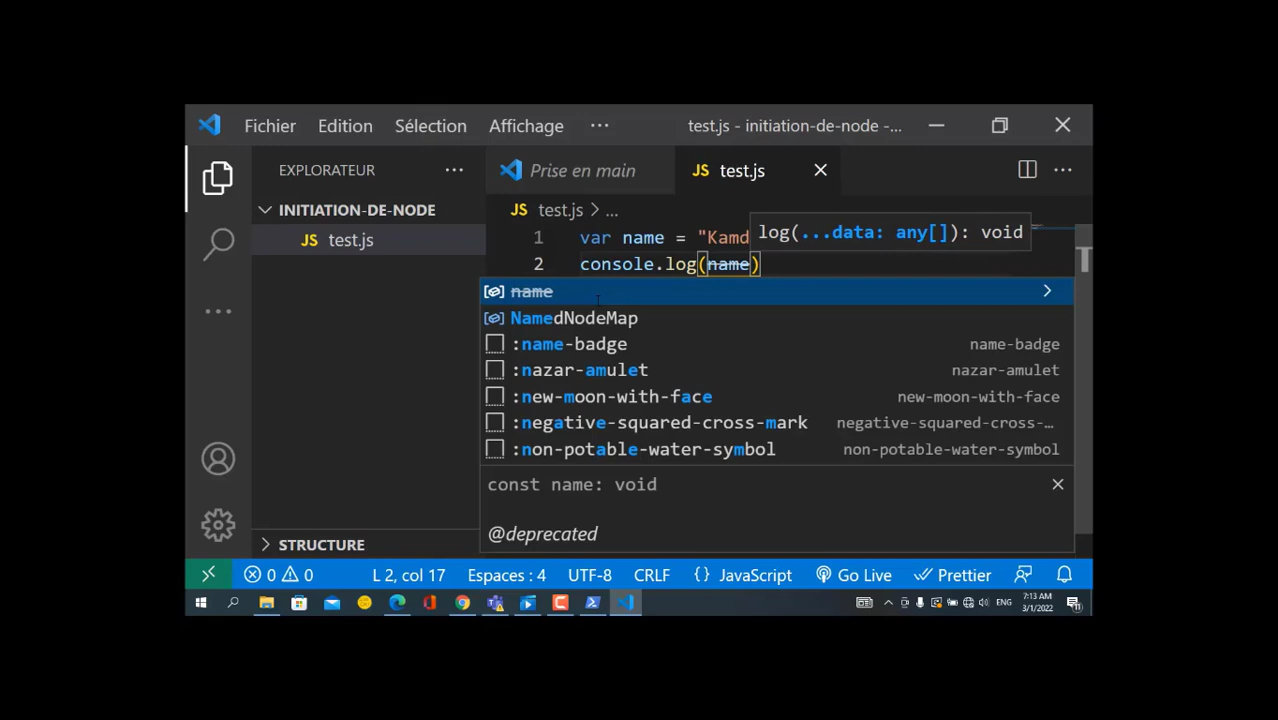 Fichier Edition Sélection Affichage ... test.js - initiation-de-node -...
EXPLORATEUR ... Prise en main JS test.js
INITIATION-DE-NODE JS test.js > ...
JS test.js
1 var name = "Kamd
log(...data: any[]): void
2 console.log(name)
name
NamedNodeMap
:name-badge name-badge
:nazar-amulet nazar-amulet
:new-moon-with-face new-moon-with-face
:negative-squared-cross-mark negative-squared-cross-...
:non-potable-water-symbol non-potable-water-symbol
const name: void
@deprecated
STRUCTURE
0 0 L 2, col 17 Espaces : 4 UTF-8 CRLF {} JavaScript Go Live Prettier
ENG 7:13 AM
3/1/2022